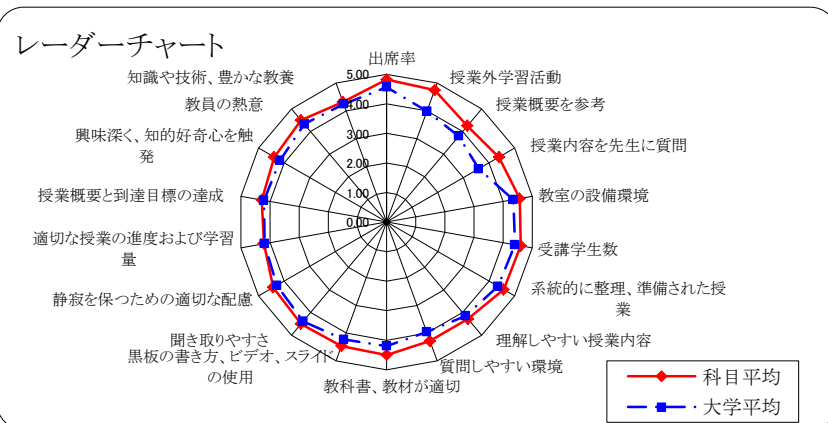 レーダーチャート
出席率
授業外学習活動
授業概要を参考
授業内容を先生に質問
教室の設備環境
受講学生数
系統的に整理、準備された授
業
理解しやすい授業内容
質問しやすい環境
教科書、教材が適切
黒板の書き方、ビデオ、スライド
の使用
聞き取りやすさ
静寂を保つための適切な配慮
適切な授業の進度および学習
量
授業概要と到達目標の達成
興味深く、知的好奇心を触
発
教員の熱意
知識や技術、豊かな教養
5.00
4.00
3.00
2.00
1.00
0.00
科目平均
大学平均